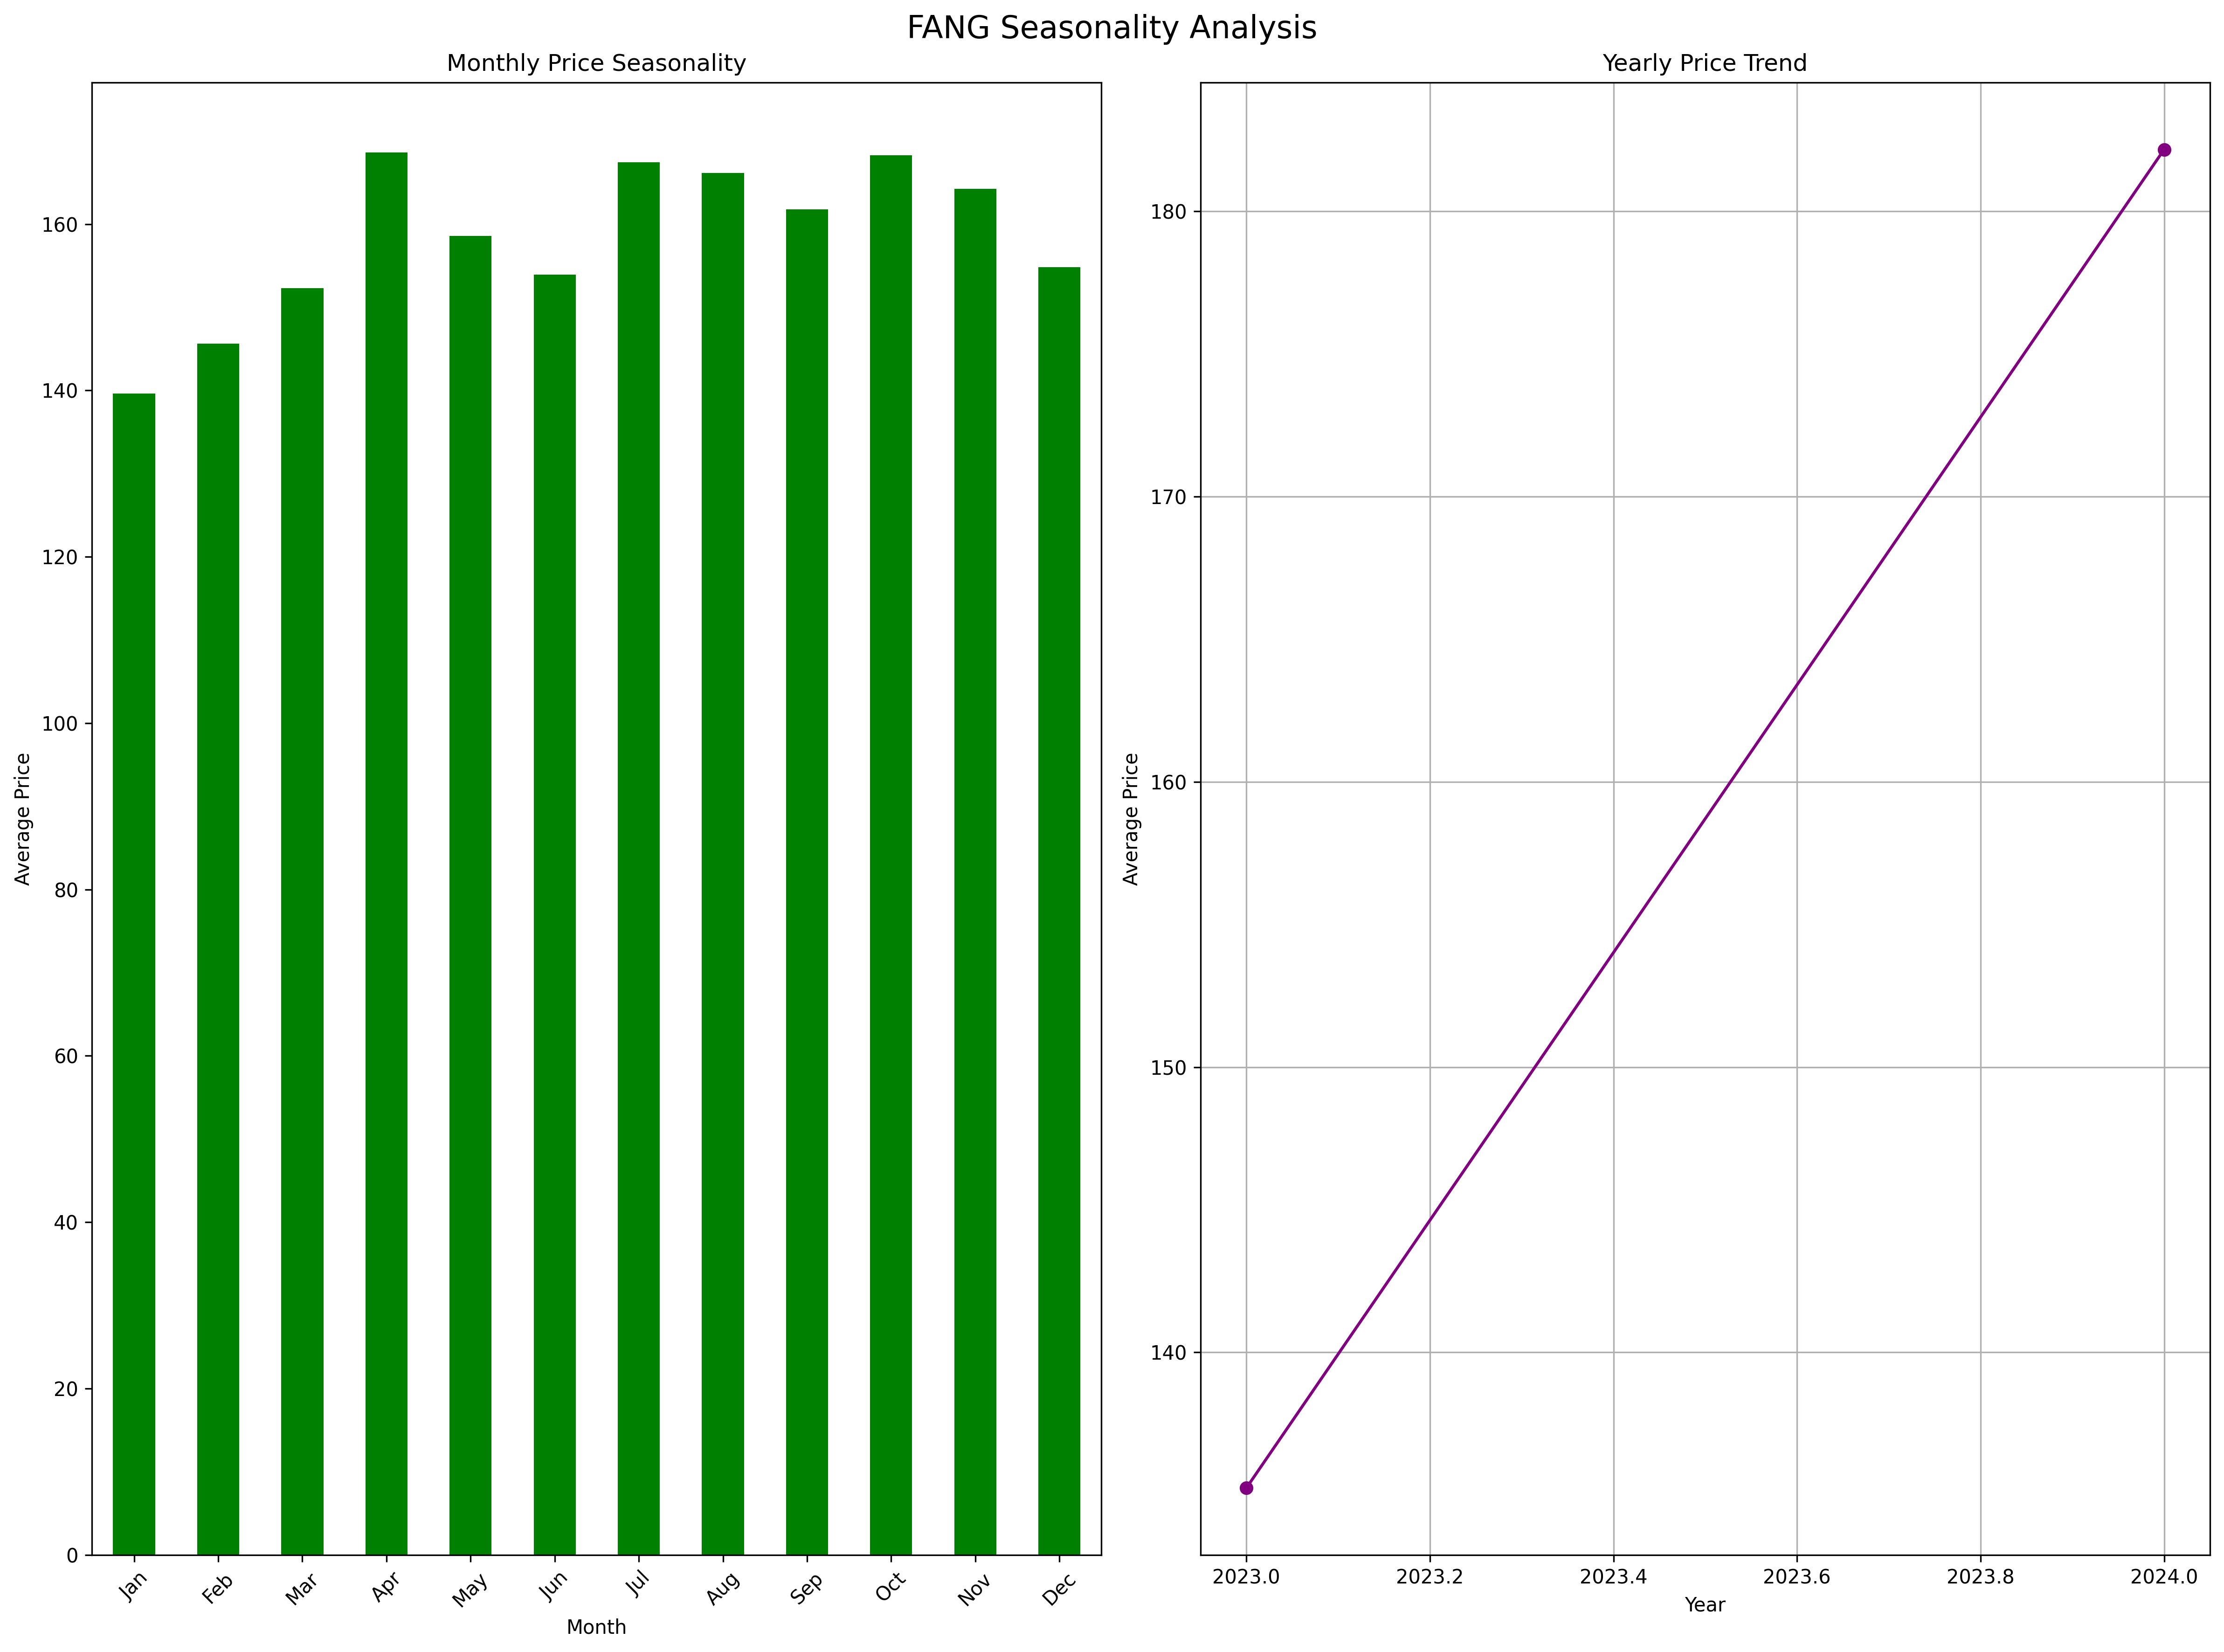 FANG Seasonality Analysis
Monthly Price Seasonality
Average Price
160
140
120
100
80
60
40
20
0
Jan
Feb
Mar
Apr
May
Jun
Jul
Aug
Sep
Oct
Nov
Dec
Month
Yearly Price Trend
Average Price
180
170
160
150
140
2023.0
2023.2
2023.4
2023.6
2023.8
2024.0
Year